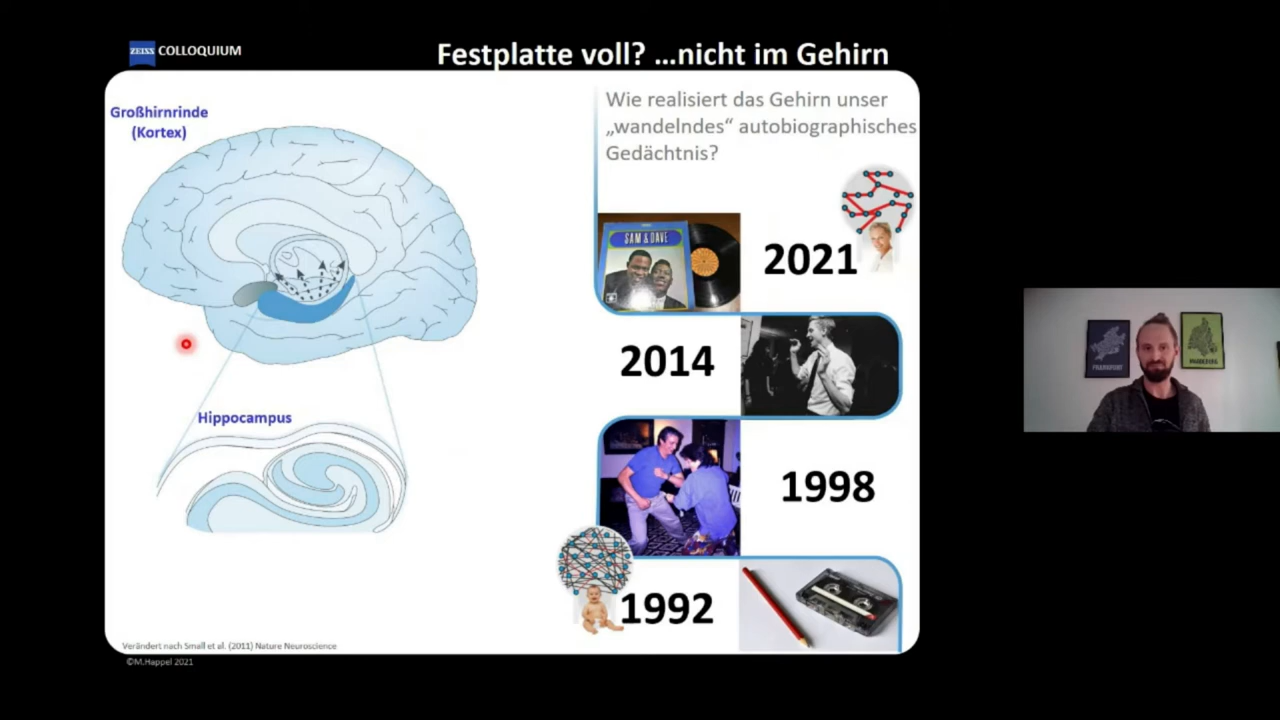 ZEISS COLLOQUIUM
Festplatte voll? ...nicht im Gehirn
Großhirnrinde
(Kortex)
Hippocampus
Verändert nach Small et al. (2011) Nature Neuroscience
©M.Happel 2021
Wie realisiert das Gehirn unser
„wandelndes“ autobiographisches
Gedächtnis?
SAM & DAVE
2021
2014
1998
1992
FRANKFURT
MAGDEBURG